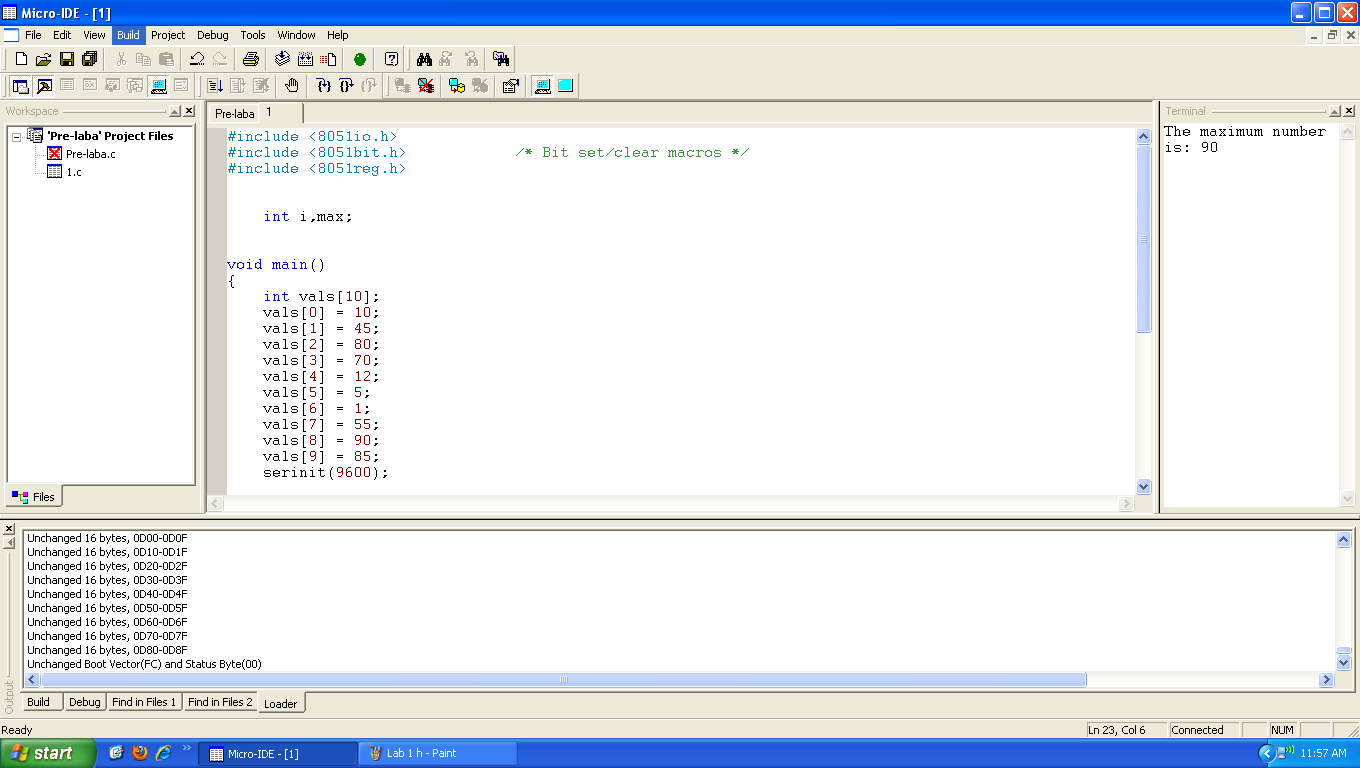 Micro-IDE - [1]
File Edit View Build Project Debug Tools Window Help
Workspace
'Pre-laba' Project Files
Pre-laba.c
1.c
Files
Pre-laba 1
#include <8051io.h>
#include <8051bit.h> /* Bit set/clear macros */
#include <8051reg.h>
int i,max;
void main()
{
int vals[10];
vals[0] = 10;
vals[1] = 45;
vals[2] = 80;
vals[3] = 70;
vals[4] = 12;
vals[5] = 5;
vals[6] = 1;
vals[7] = 55;
vals[8] = 90;
vals[9] = 85;
serinit(9600);
Terminal
The maximum number
is: 90
Unchanged 16 bytes, 0D00-0D0F
Unchanged 16 bytes, 0D10-0D1F
Unchanged 16 bytes, 0D20-0D2F
Unchanged 16 bytes, 0D30-0D3F
Unchanged 16 bytes, 0D40-0D4F
Unchanged 16 bytes, 0D50-0D5F
Unchanged 16 bytes, 0D60-0D6F
Unchanged 16 bytes, 0D70-0D7F
Unchanged 16 bytes, 0D80-0D8F
Unchanged Boot Vector(FC) and Status Byte(00)
Output
Build Debug Find in Files 1 Find in Files 2 Loader
Ready Ln 23, Col 6 Connected NUM
start Micro-IDE - [1] Lab 1 h - Paint 11:57 AM